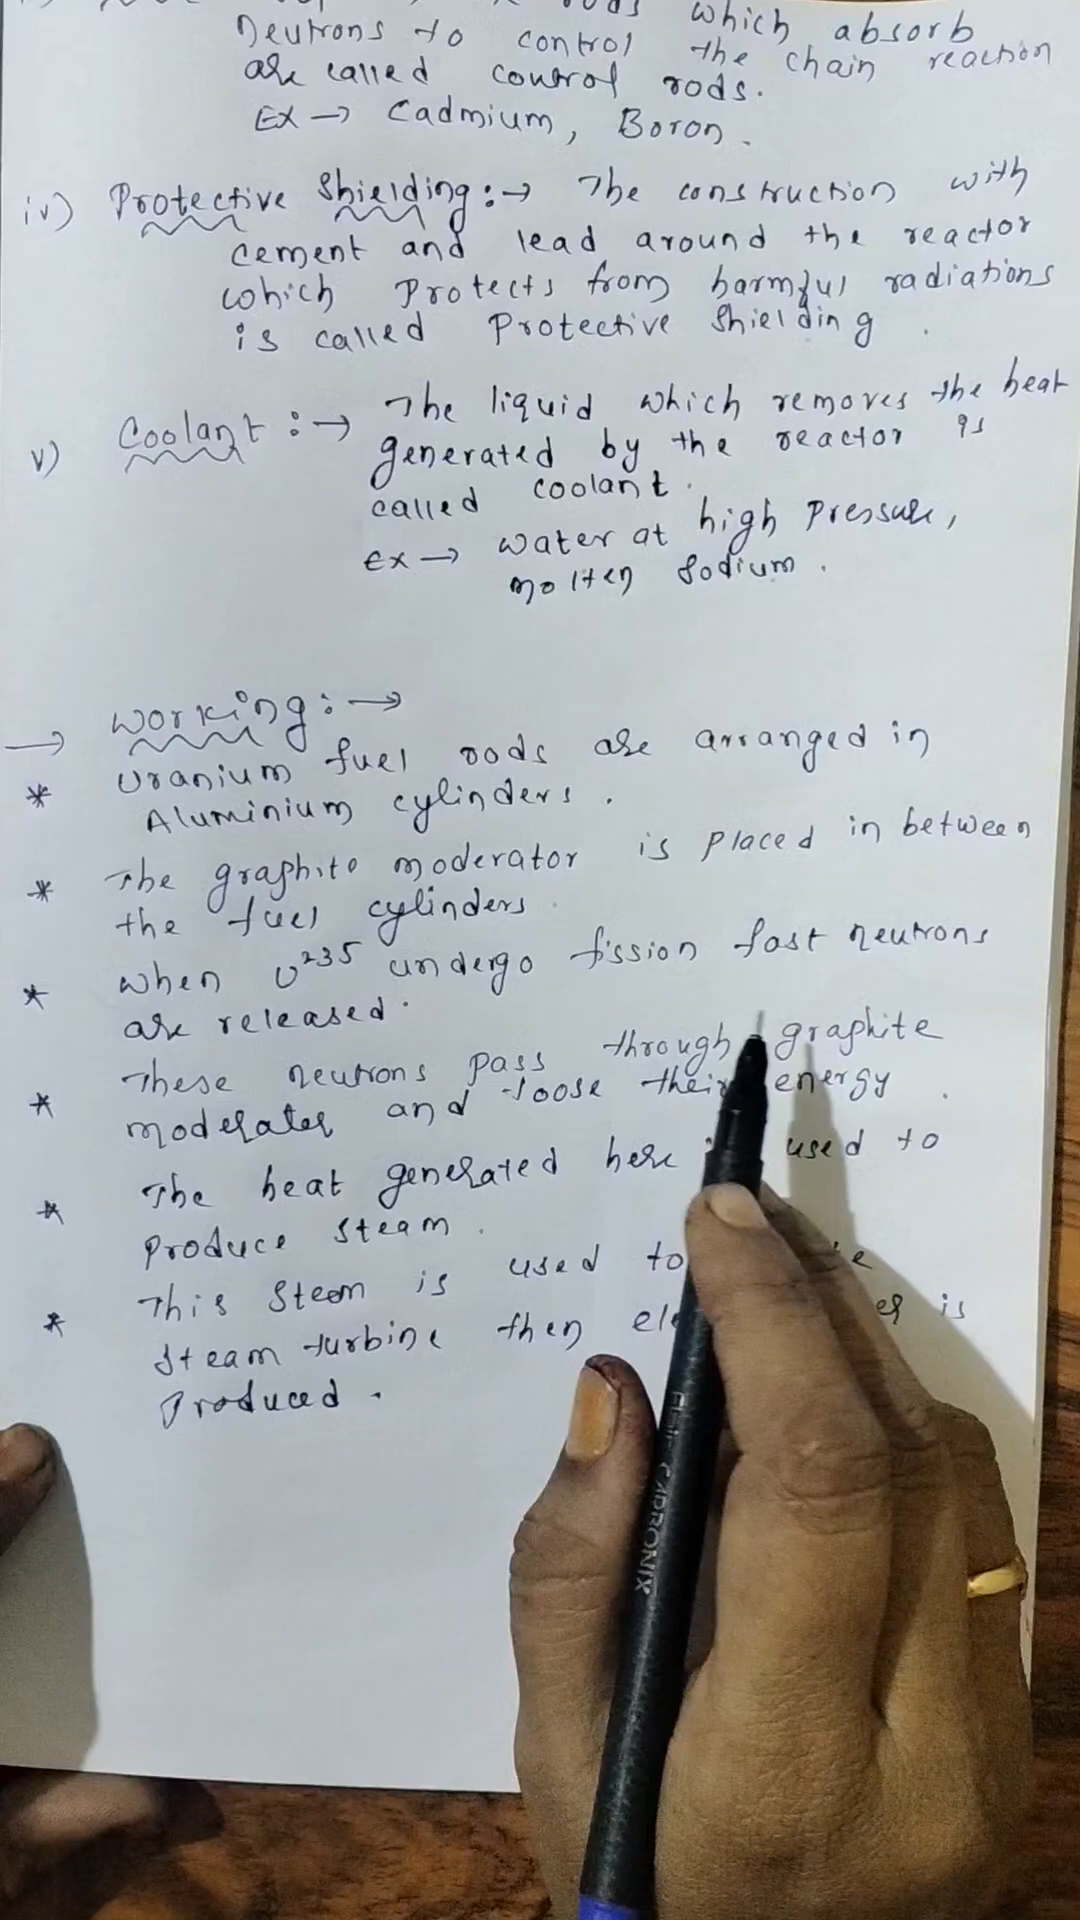 rods which absorb
neutrons to control the chain reaction
are called control rods.
Ex → Cadmium, Boron.
iv) Protective Shielding :→ The construction with
cement and lead around the reactor
which Protects from harmful radiations
is called Protective Shielding.
v) Coolant :→ The liquid which removes the heat
generated by the reactor is
called coolant.
Ex → water at high Pressure,
molten Sodium.
→ Working :→
* Uranium fuel rods are arranged in
Aluminium cylinders.
* The graphite moderator is placed in between
the fuel cylinders.
* When U²³⁵ undergo fission fast neutrons
are released.
* These neutrons pass through graphite
moderater and loose their energy.
* The heat generated here used to
Produce steam.
* This Steam is used to
Steam turbine then is
Produced.
CARRONIX